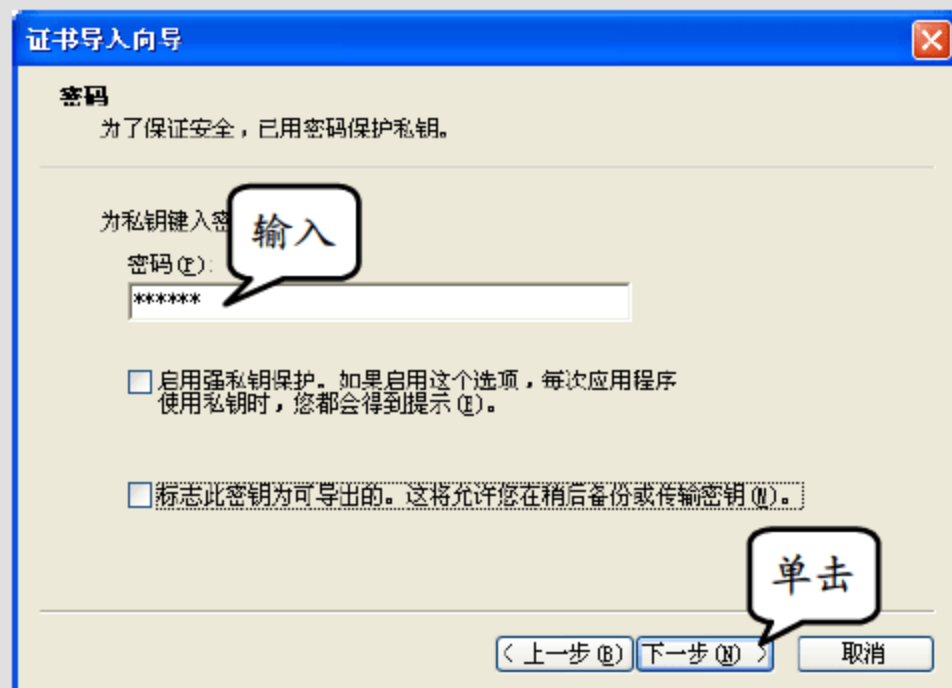 证书导入向导
密码
为了保证安全，已用密码保护私钥。
为私钥键入密
输入
密码(P):
******
启用强私钥保护。如果启用这个选项，每次应用程序
使用私钥时，您都会得到提示(E)。
标志此密钥为可导出的。这将允许您在稍后备份或传输密钥(M)。
单击
< 上一步(B)
下一步(N) >
取消